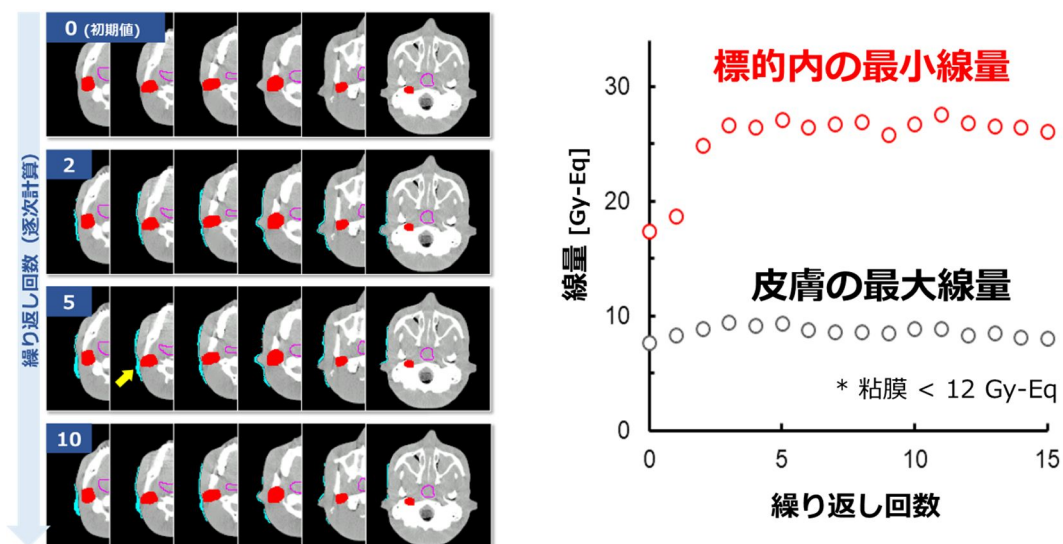 繰り返し回数（逐次計算）
0 (初期値)
2
5
10
標的内の最小線量
皮膚の最大線量
* 粘膜 < 12 Gy-Eq
線量 [Gy-Eq]
30
20
10
0
0
5
10
15
繰り返し回数